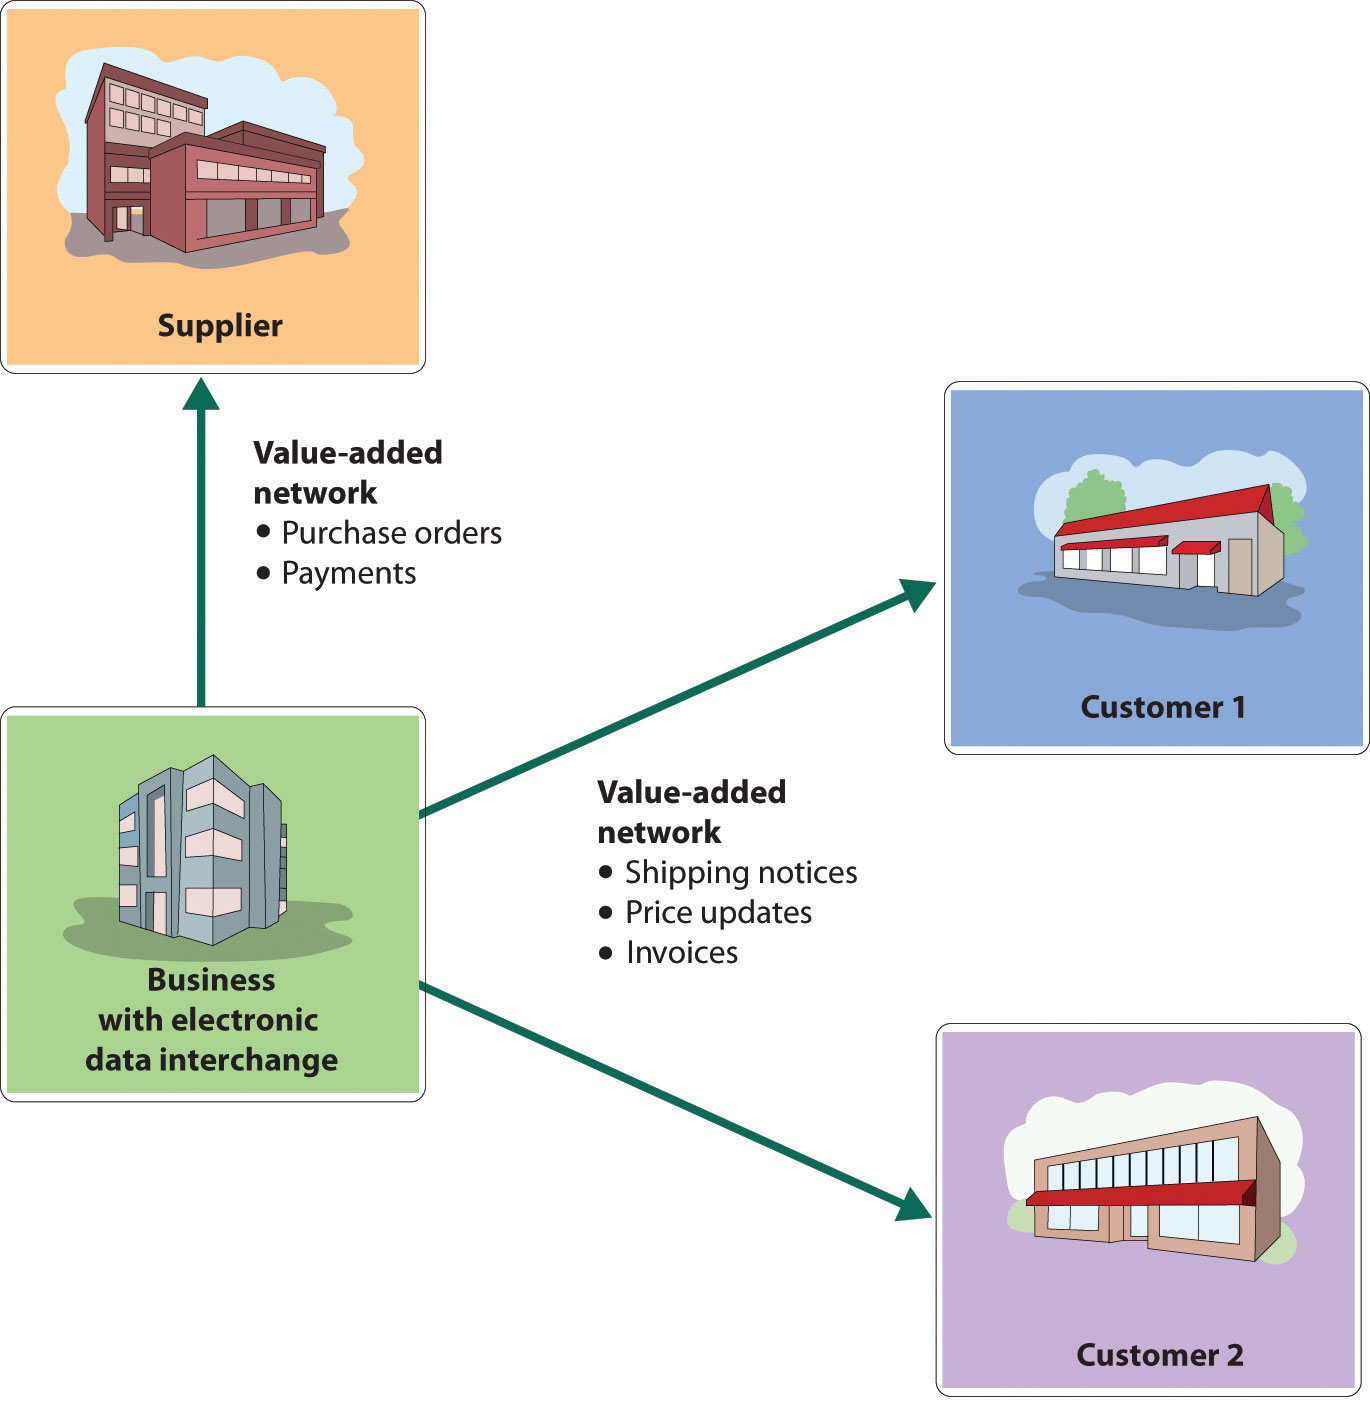 Supplier
Value-added
network
• Purchase orders
• Payments
Customer 1
Value-added
network
• Shipping notices
• Price updates
• Invoices
Business
with electronic
data interchange
Customer 2